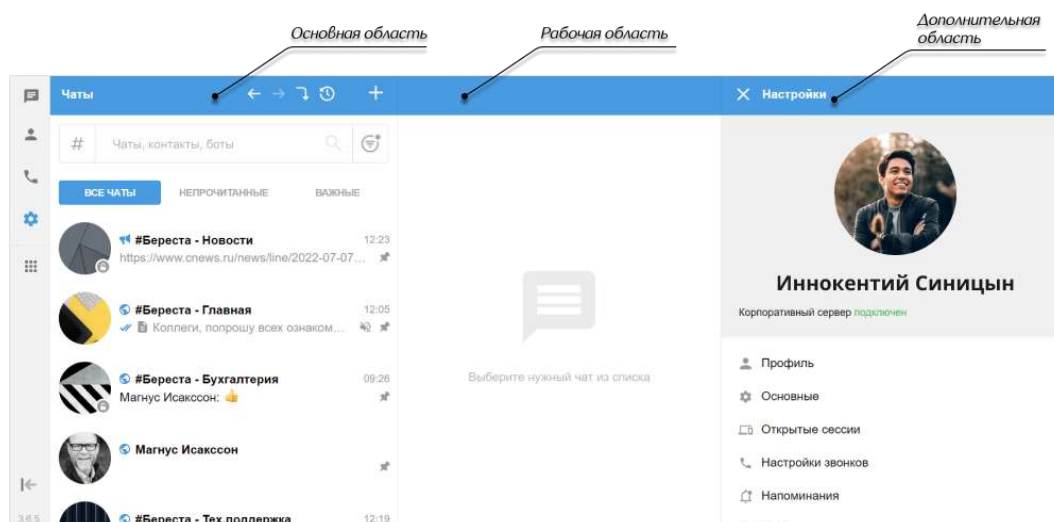 Основная область
Рабочая область
Дополнительная
область
Чаты
Настройки
# Чаты, контакты, боты
ВСЕ ЧАТЫ НЕПРОЧИТАННЫЕ ВАЖНЫЕ
#Береста - Новости 12:23
https://www.cnews.ru/news/line/2022-07-07...
#Береста - Главная 12:05
Коллеги, попрошу всех ознаком...
#Береста - Бухгалтерия 09:26
Магнус Исакссон: 👍
Магнус Исакссон
#Береста - Тех.поддержка 12:19
3.6.5
Выберите нужный чат из списка
Иннокентий Синицын
Корпоративный сервер подключен
Профиль
Основные
Открытые сессии
Настройки звонков
Напоминания